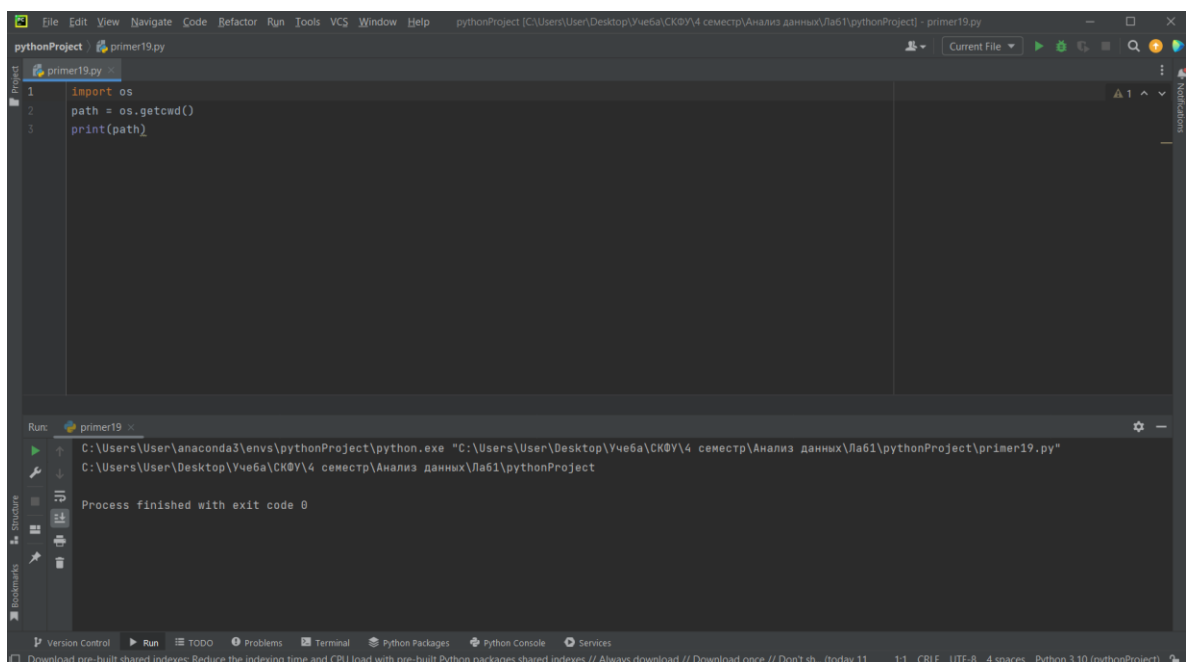 File Edit View Navigate Code Refactor Run Tools VCS Window Help pythonProject [C:\Users\User\Desktop\Учеба\СКФУ\4 семестр\Анализ данных\Лаб1\pythonProject] - primer19.py
pythonProject primer19.py Current File
Project
primer19.py
Notifications
1 import os
1
2 path = os.getcwd()
3 print(path)
Run: primer19
C:\Users\User\anaconda3\envs\pythonProject\python.exe "C:\Users\User\Desktop\Учеба\СКФУ\4 семестр\Анализ данных\Лаб1\pythonProject\primer19.py"
C:\Users\User\Desktop\Учеба\СКФУ\4 семестр\Анализ данных\Лаб1\pythonProject
Process finished with exit code 0
Structure
Bookmarks
Version Control Run TODO Problems Terminal Python Packages Python Console Services
Download pre-built shared indexes: Reduce the indexing time and CPU load with pre-built Python packages shared indexes // Always download // Download once // Don't sh.. (today 11 1:1 CRLF UTF-8 4 spaces Python 3.10 (pythonProject)